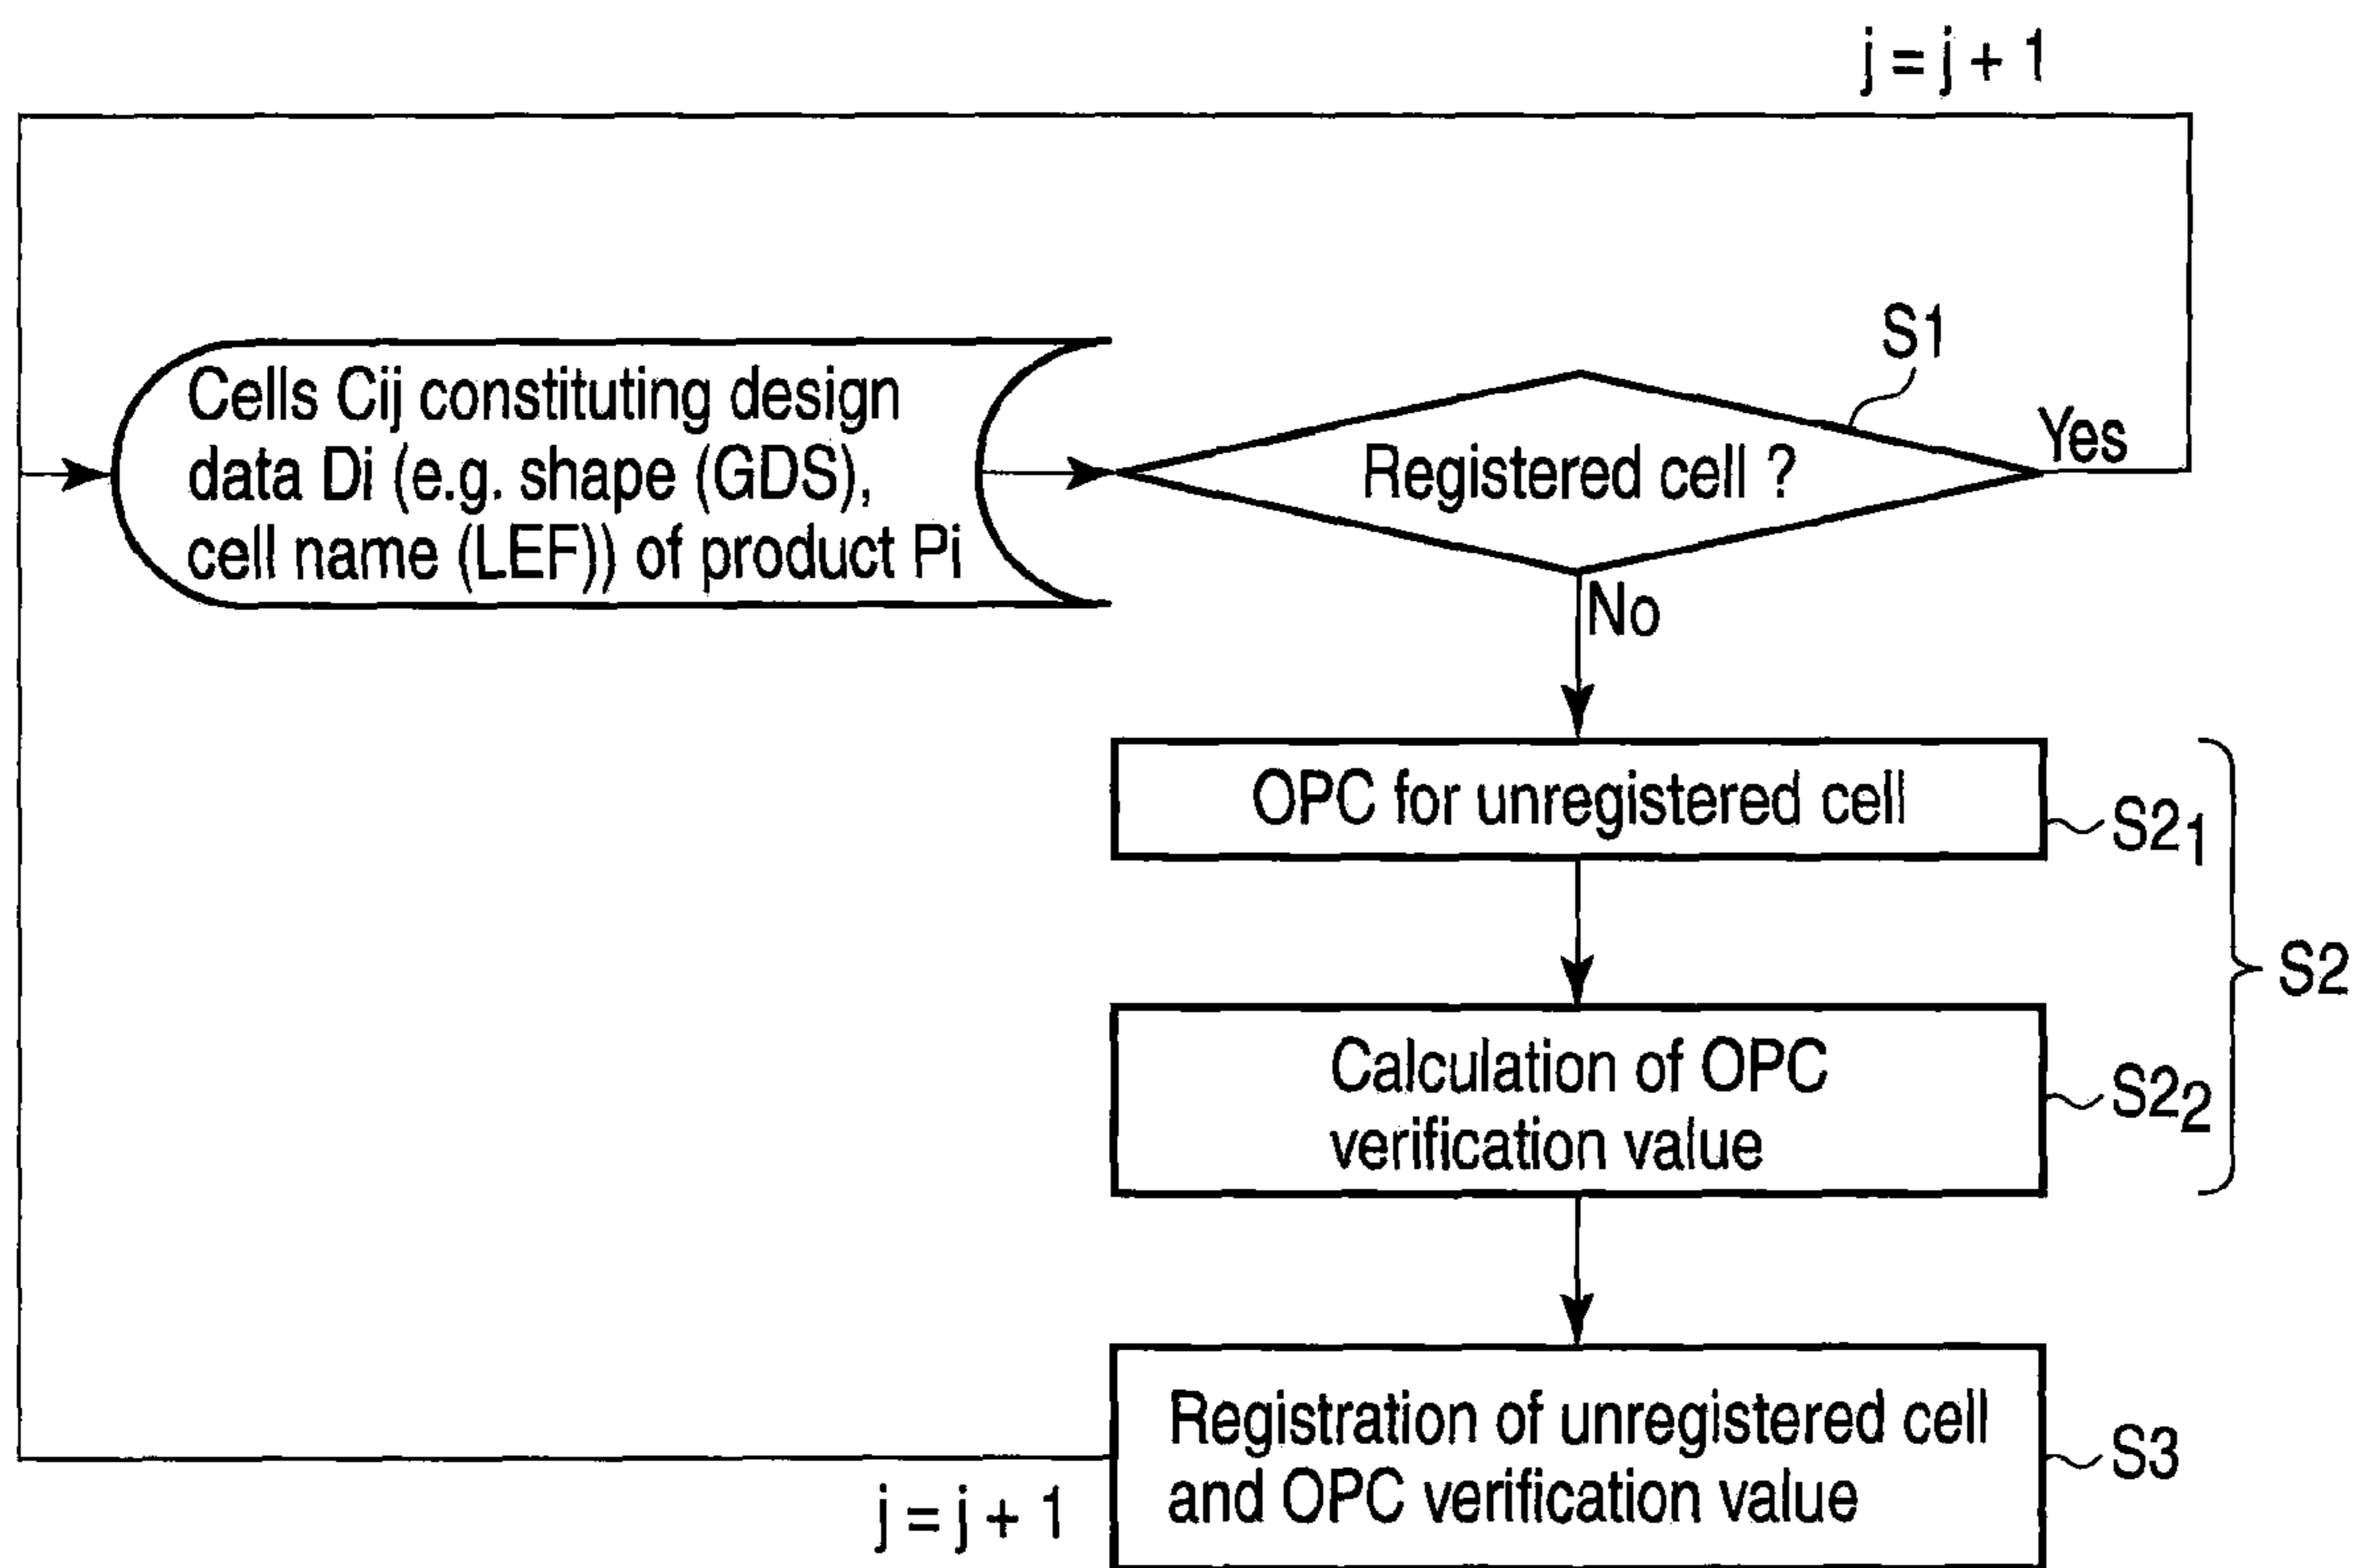 j = j + 1
S1
Cells Cij constituting design
data Di (e.g. shape (GDS),
cell name (LEF)) of product Pi
Registered cell ?
Yes
No
OPC for unregistered cell
S21
S2
Calculation of OPC
verification value
S22
Registration of unregistered cell
and OPC verification value
S3
j = j + 1